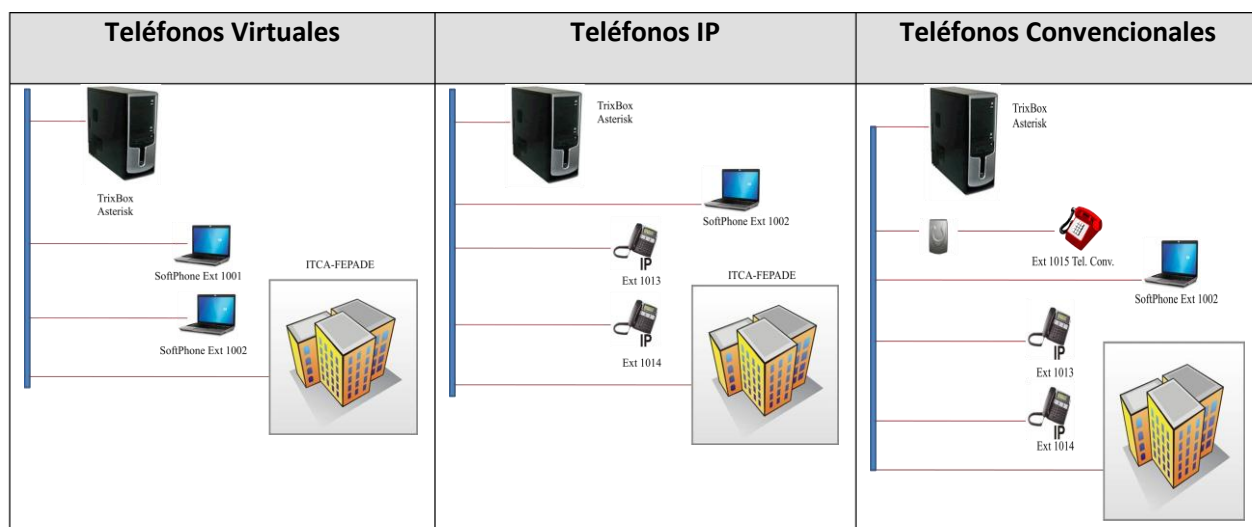 Teléfonos Virtuales
TrixBox
Asterisk
SoftPhone Ext 1001
ITCA-FEPADE
SoftPhone Ext 1002
Teléfonos IP
TrixBox
Asterisk
SoftPhone Ext 1002
IP
Ext 1013
ITCA-FEPADE
IP
Ext 1014
Teléfonos Convencionales
TrixBox
Asterisk
Ext 1015 Tel. Conv.
SoftPhone Ext 1002
IP
Ext 1013
IP
Ext 1014